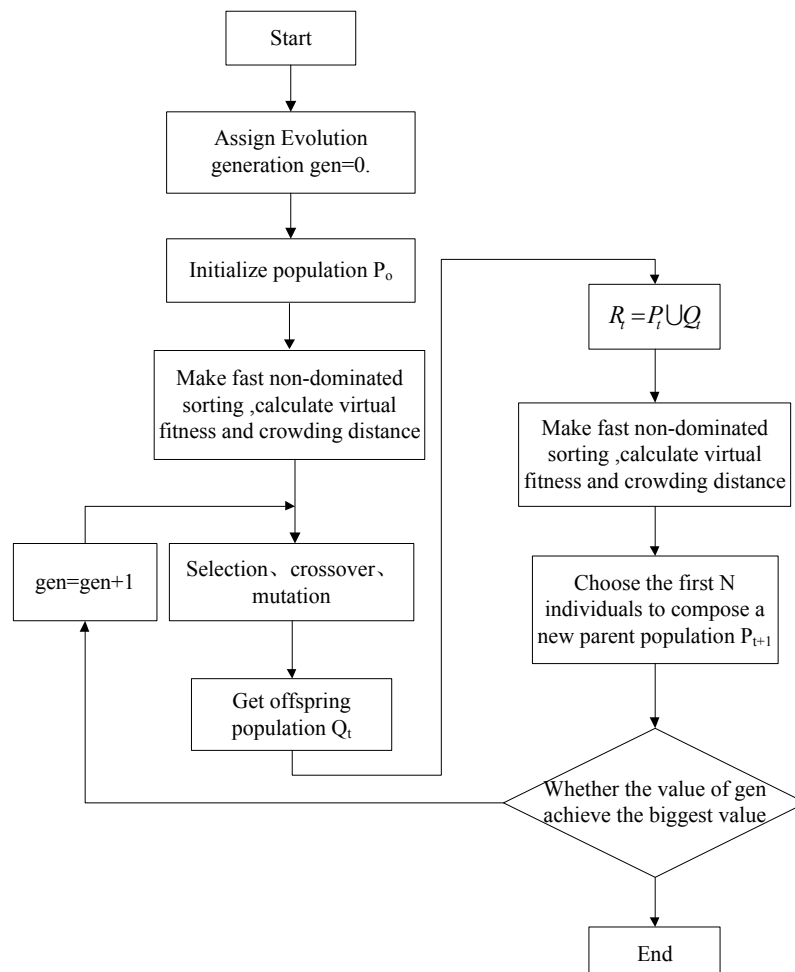 Start
Assign Evolution
generation gen=0.
Initialize population Po
Make fast non-dominated
sorting ,calculate virtual
fitness and crowding distance
gen=gen+1
Selection、crossover、
mutation
Get offspring
population Qt
Rt=Pt⋃Qt
Make fast non-dominated
sorting ,calculate virtual
fitness and crowding distance
Choose the first N
individuals to compose a
new parent population Pt+1
Whether the value of gen
achieve the biggest value
End